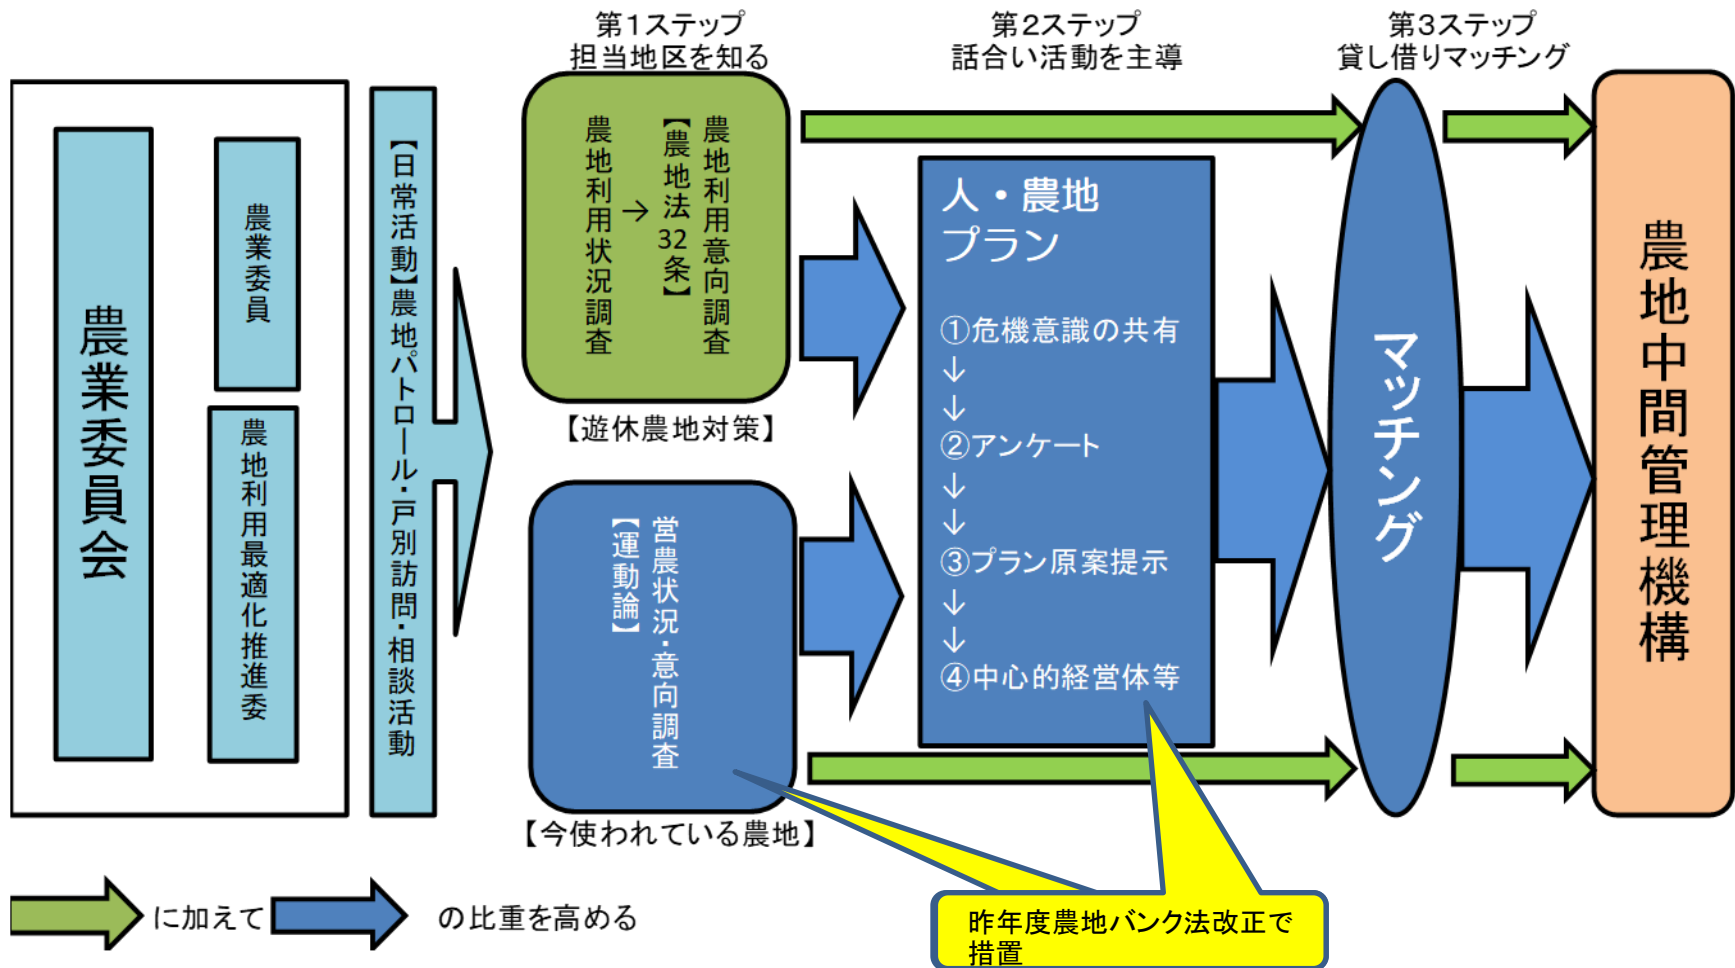 第１ステップ
担当地区を知る
第２ステップ
話合い活動を主導
第３ステップ
貸し借りマッチング
農業委員会
農業委員
農地利用最適化推進委
【日常活動】農地パトロール・戸別訪問・相談活動
農地利用状況調査
→
農地利用意向調査
【農地法32条】
【遊休農地対策】
営農状況・意向調査
【運動論】
【今使われている農地】
人・農地
プラン
①危機意識の共有
↓
↓
②アンケート
↓
↓
③プラン原案提示
↓
↓
④中心的経営体等
マッチング
農地中間管理機構
に加えて
の比重を高める
昨年度農地バンク法改正で
措置